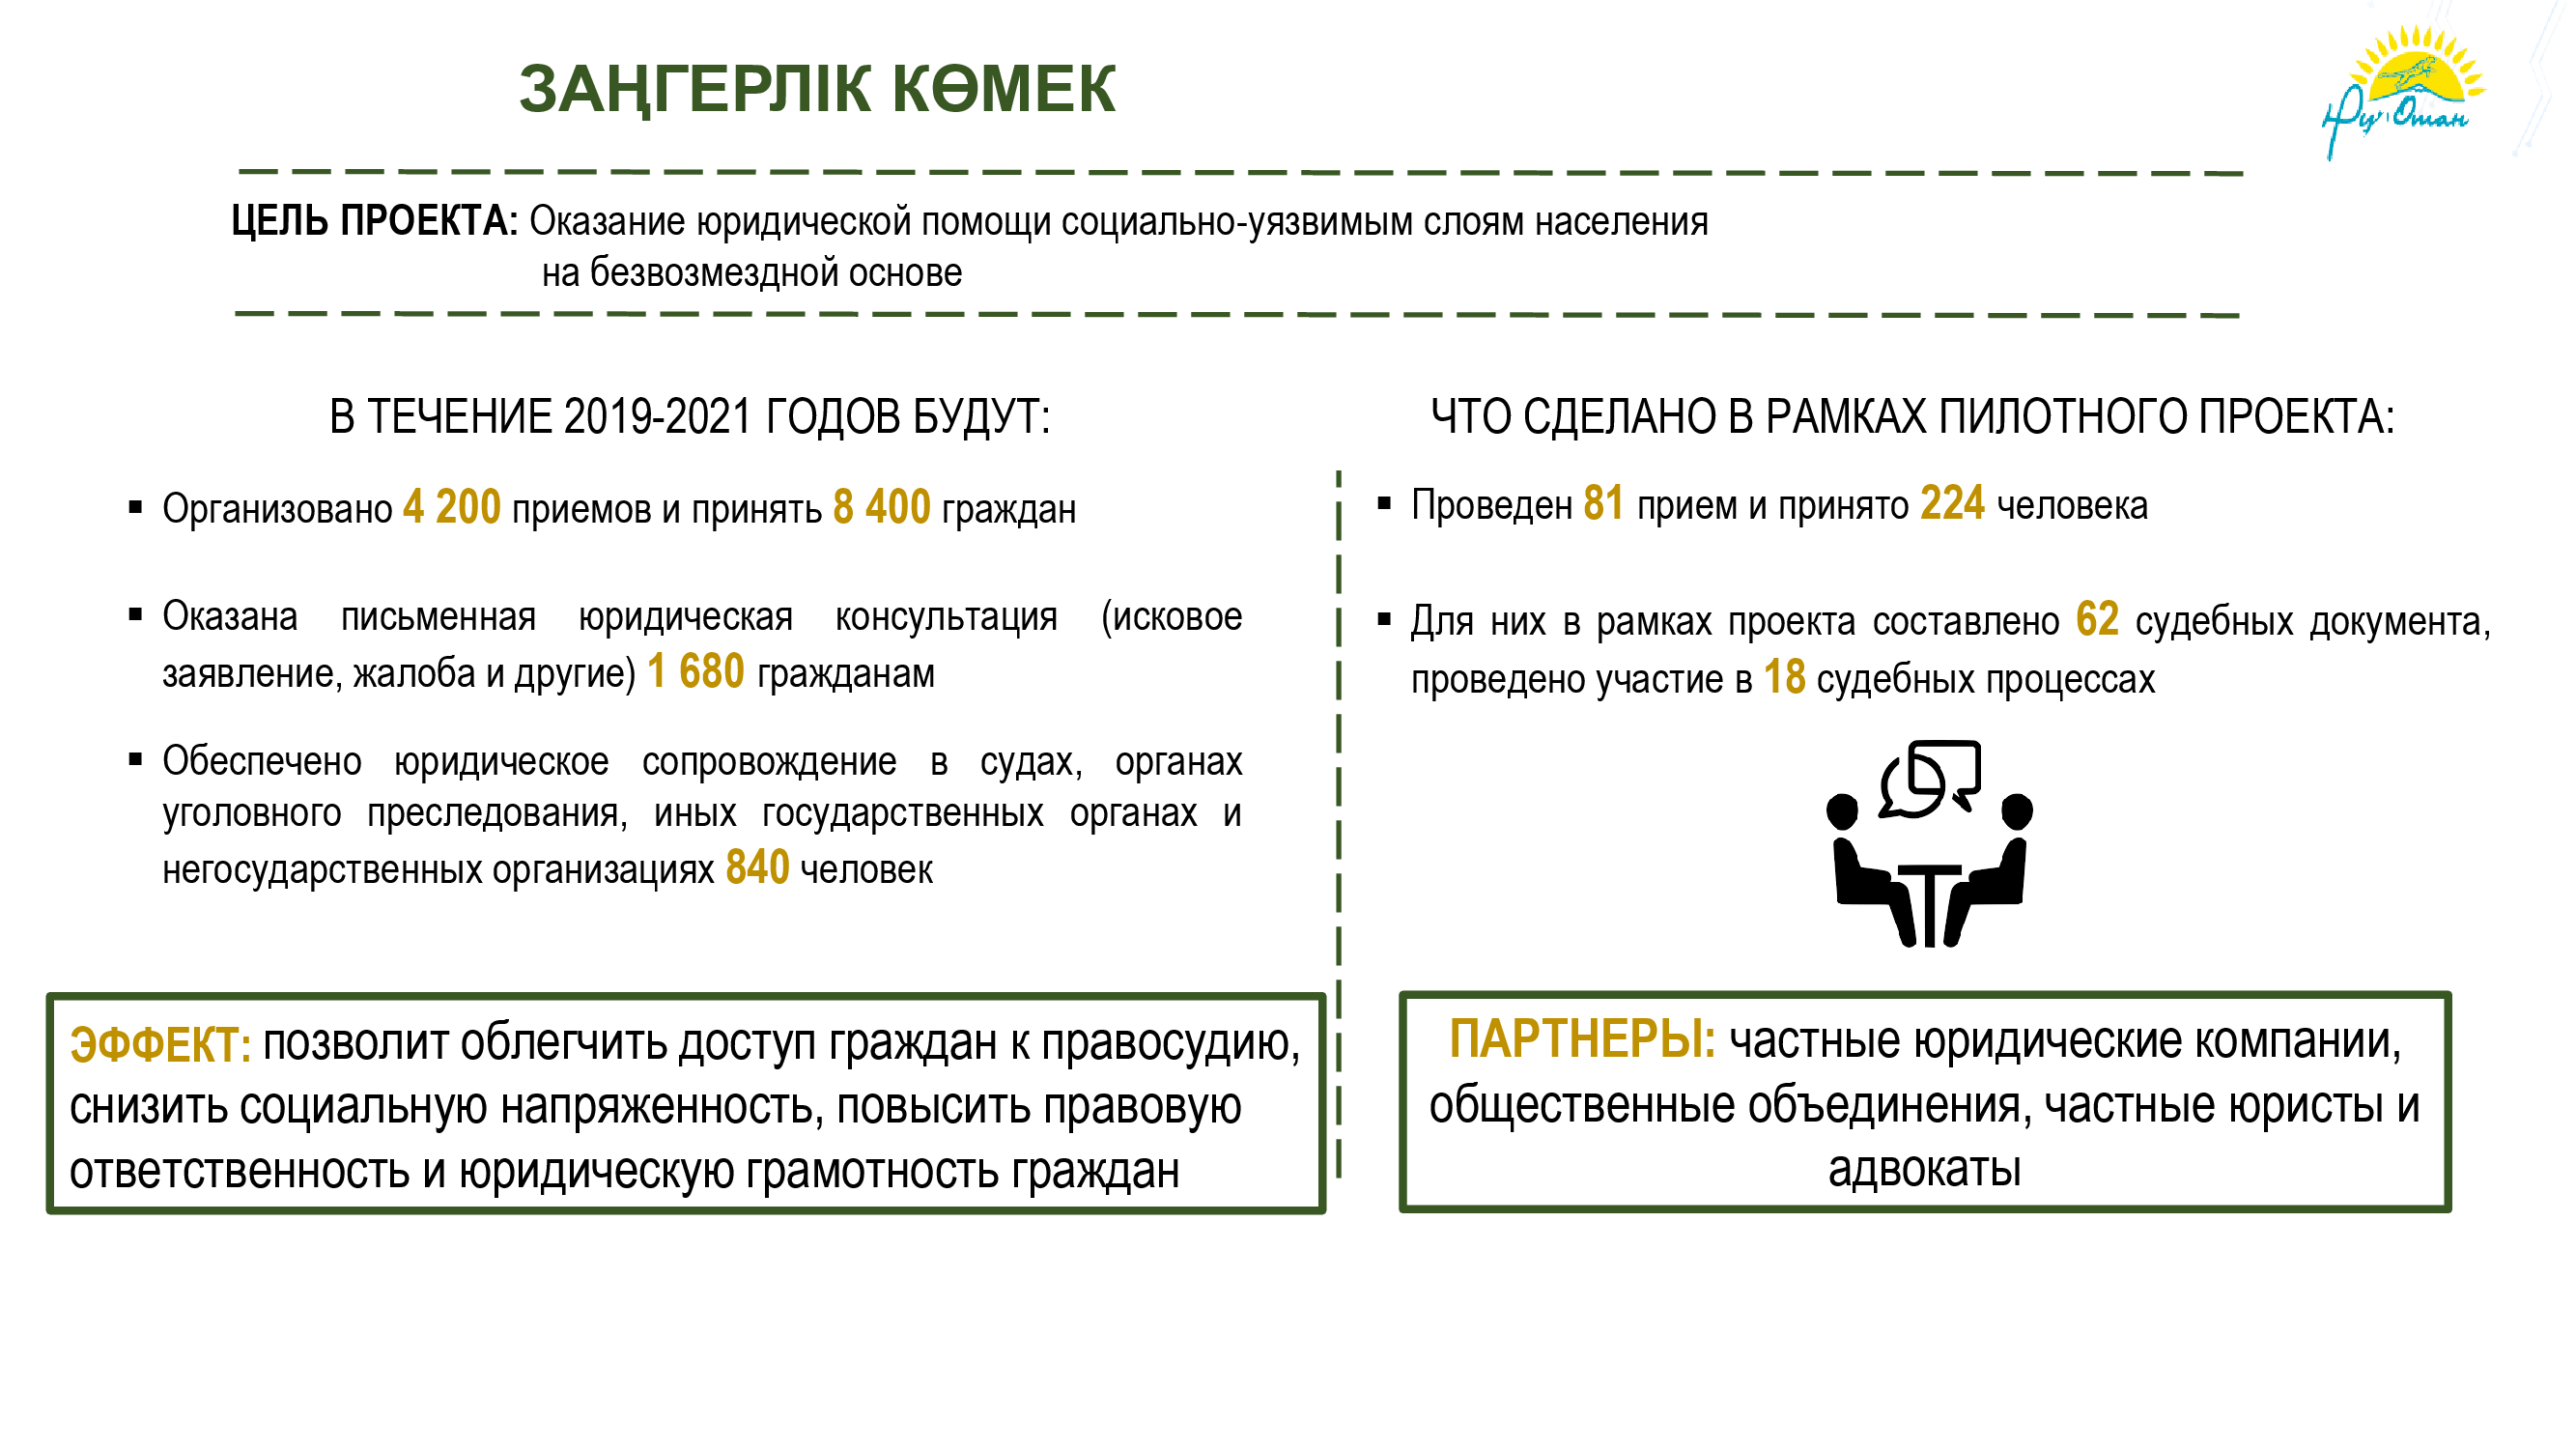 ЗАҢГЕРЛІК КӨМЕК
Нұр Отан
ЦЕЛЬ ПРОЕКТА: Оказание юридической помощи социально-уязвимым слоям населения
на безвозмездной основе
В ТЕЧЕНИЕ 2019-2021 ГОДОВ БУДУТ:
▪ Организовано 4 200 приемов и принять 8 400 граждан
▪ Оказана письменная юридическая консультация (исковое
заявление, жалоба и другие) 1 680 гражданам
▪ Обеспечено юридическое сопровождение в судах, органах
уголовного преследования, иных государственных органах и
негосударственных организациях 840 человек
ЭФФЕКТ: позволит облегчить доступ граждан к правосудию,
снизить социальную напряженность, повысить правовую
ответственность и юридическую грамотность граждан
ЧТО СДЕЛАНО В РАМКАХ ПИЛОТНОГО ПРОЕКТА:
▪ Проведен 81 прием и принято 224 человека
▪ Для них в рамках проекта составлено 62 судебных документа,
проведено участие в 18 судебных процессах
ПАРТНЕРЫ: частные юридические компании,
общественные объединения, частные юристы и
адвокаты